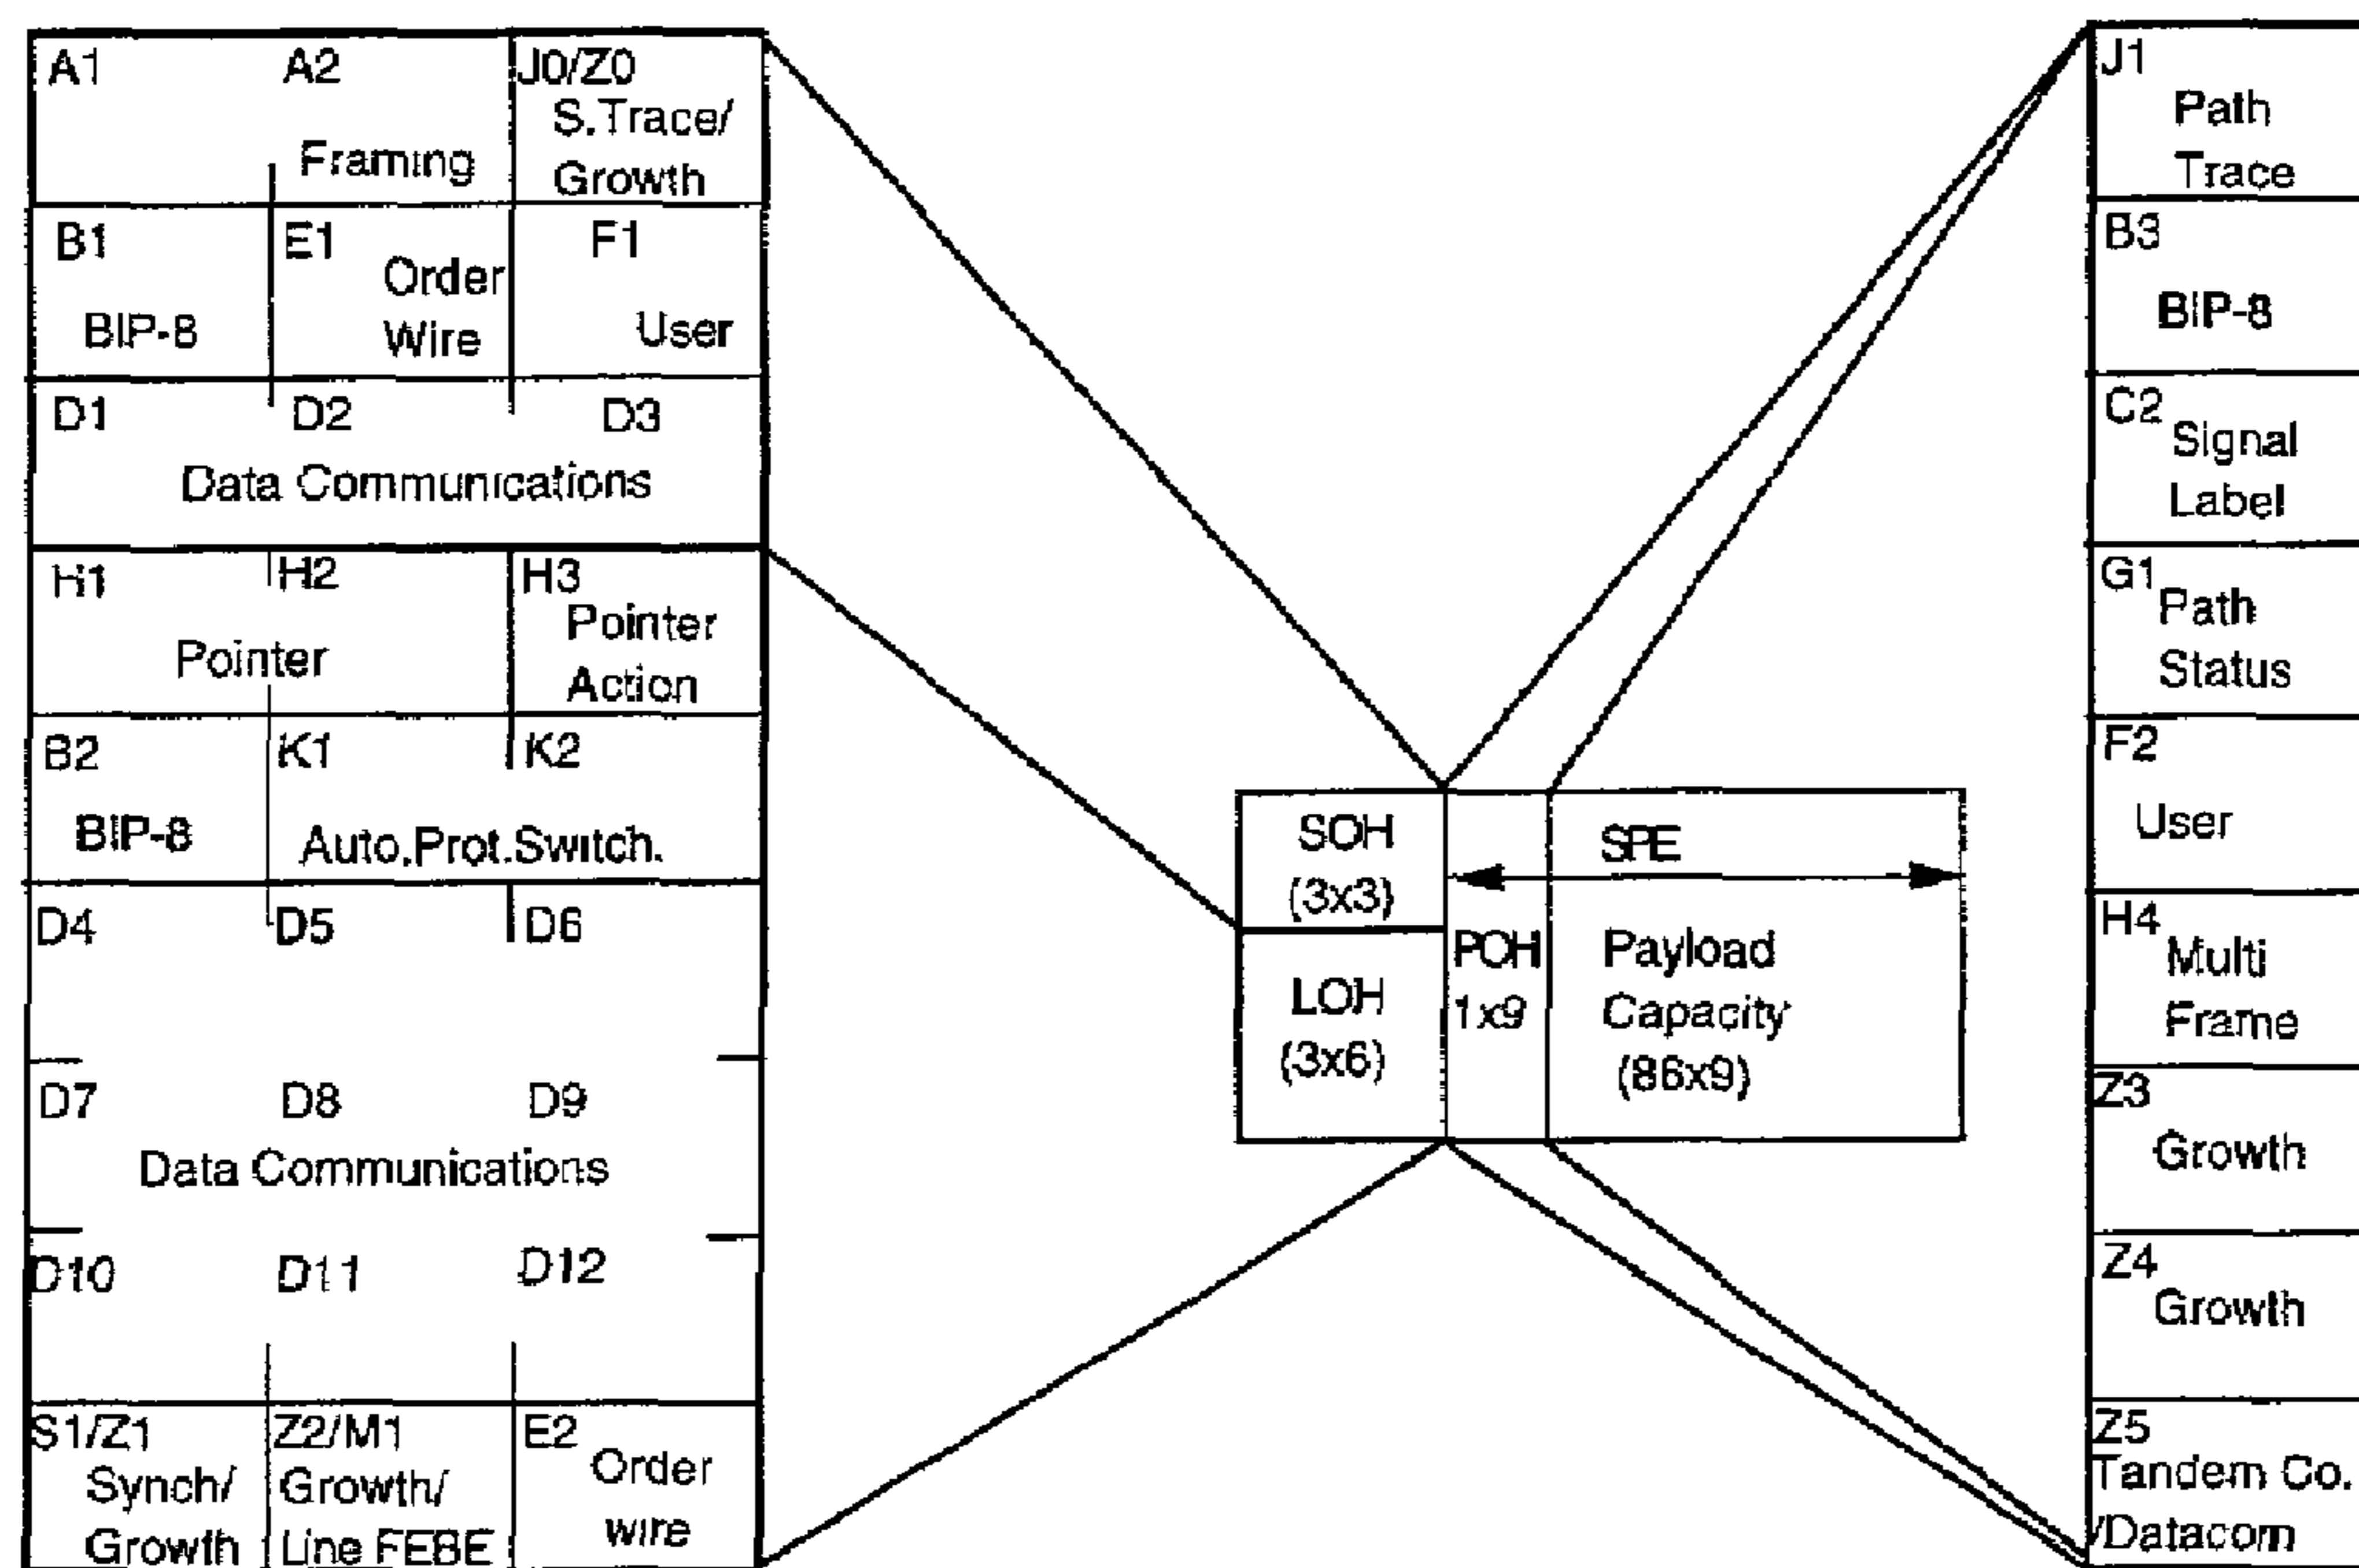 A1 A2 J0/Z0
S.Trace/
Framing Growth
B1 E1 F1
Order
BIP-8 Wire User
D1 D2 D3
Data Communications
H1 H2 H3
Pointer
Pointer Action
B2 K1 K2
BIP-8 Auto.Prot.Switch.
D4 D5 D6
D7 D8 D9
Data Communications
D10 D11 D12
S1/Z1 Z2/M1 E2
Synch/ Growth/ Order
Growth Line FEBE wire
SOH
(3x3)
LOH
(3x6)
SPE
POH
1x9
Payload
Capacity
(86x9)
J1
Path
Trace
B3
BIP-8
C2
Signal
Label
G1
Path
Status
F2
User
H4
Multi
Frame
Z3
Growth
Z4
Growth
Z5
Tandem Co.
/Datacom